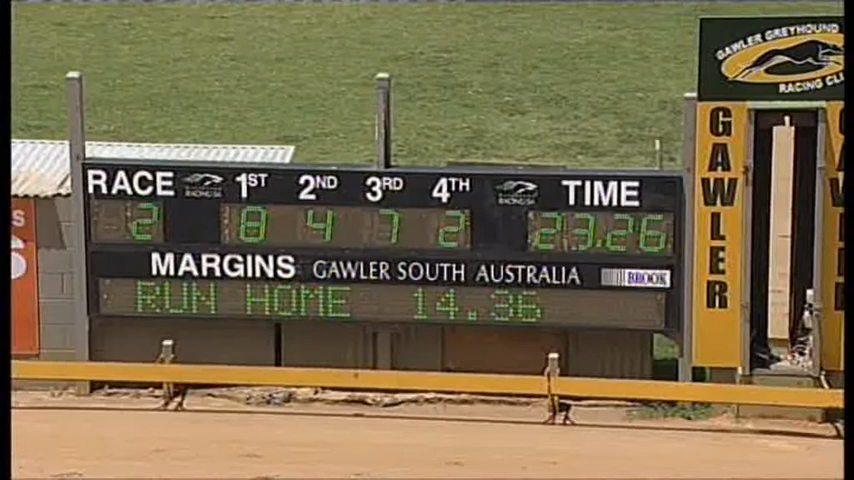 GAWLER GREYHOUND
RACING CLU
GAWLER
RACE 1ST 2ND 3RD 4TH TIME
2 8 4 7 2 23.26
MARGINS GAWLER SOUTH AUSTRALIA BROOK
RUN HOME 14.36
S